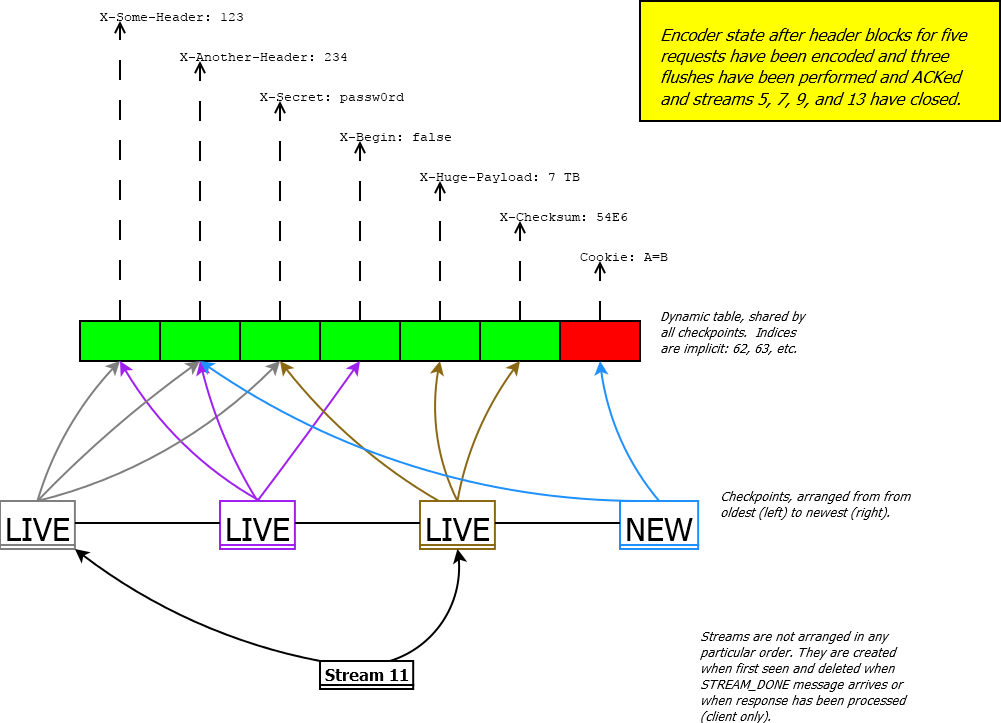 X-Some-Header: 123
Encoder state after header blocks for five
requests have been encoded and three
flushes have been performed and ACKed
and streams 5, 7, 9, and 13 have closed.
X-Another-Header: 234
X-Secret: passw0rd
X-Begin: false
X-Huge-Payload: 7 TB
X-Checksum: 54E6
Cookie: A=B
Dynamic table, shared by
all checkpoints.  Indices
are implicit: 62, 63, etc.
LIVE
LIVE
LIVE
NEW
Checkpoints, arranged from from
oldest (left) to newest (right).
Stream 11
Streams are not arranged in any
particular order. They are created
when first seen and deleted when
STREAM_DONE message arrives or
when response has been processed
(client only).